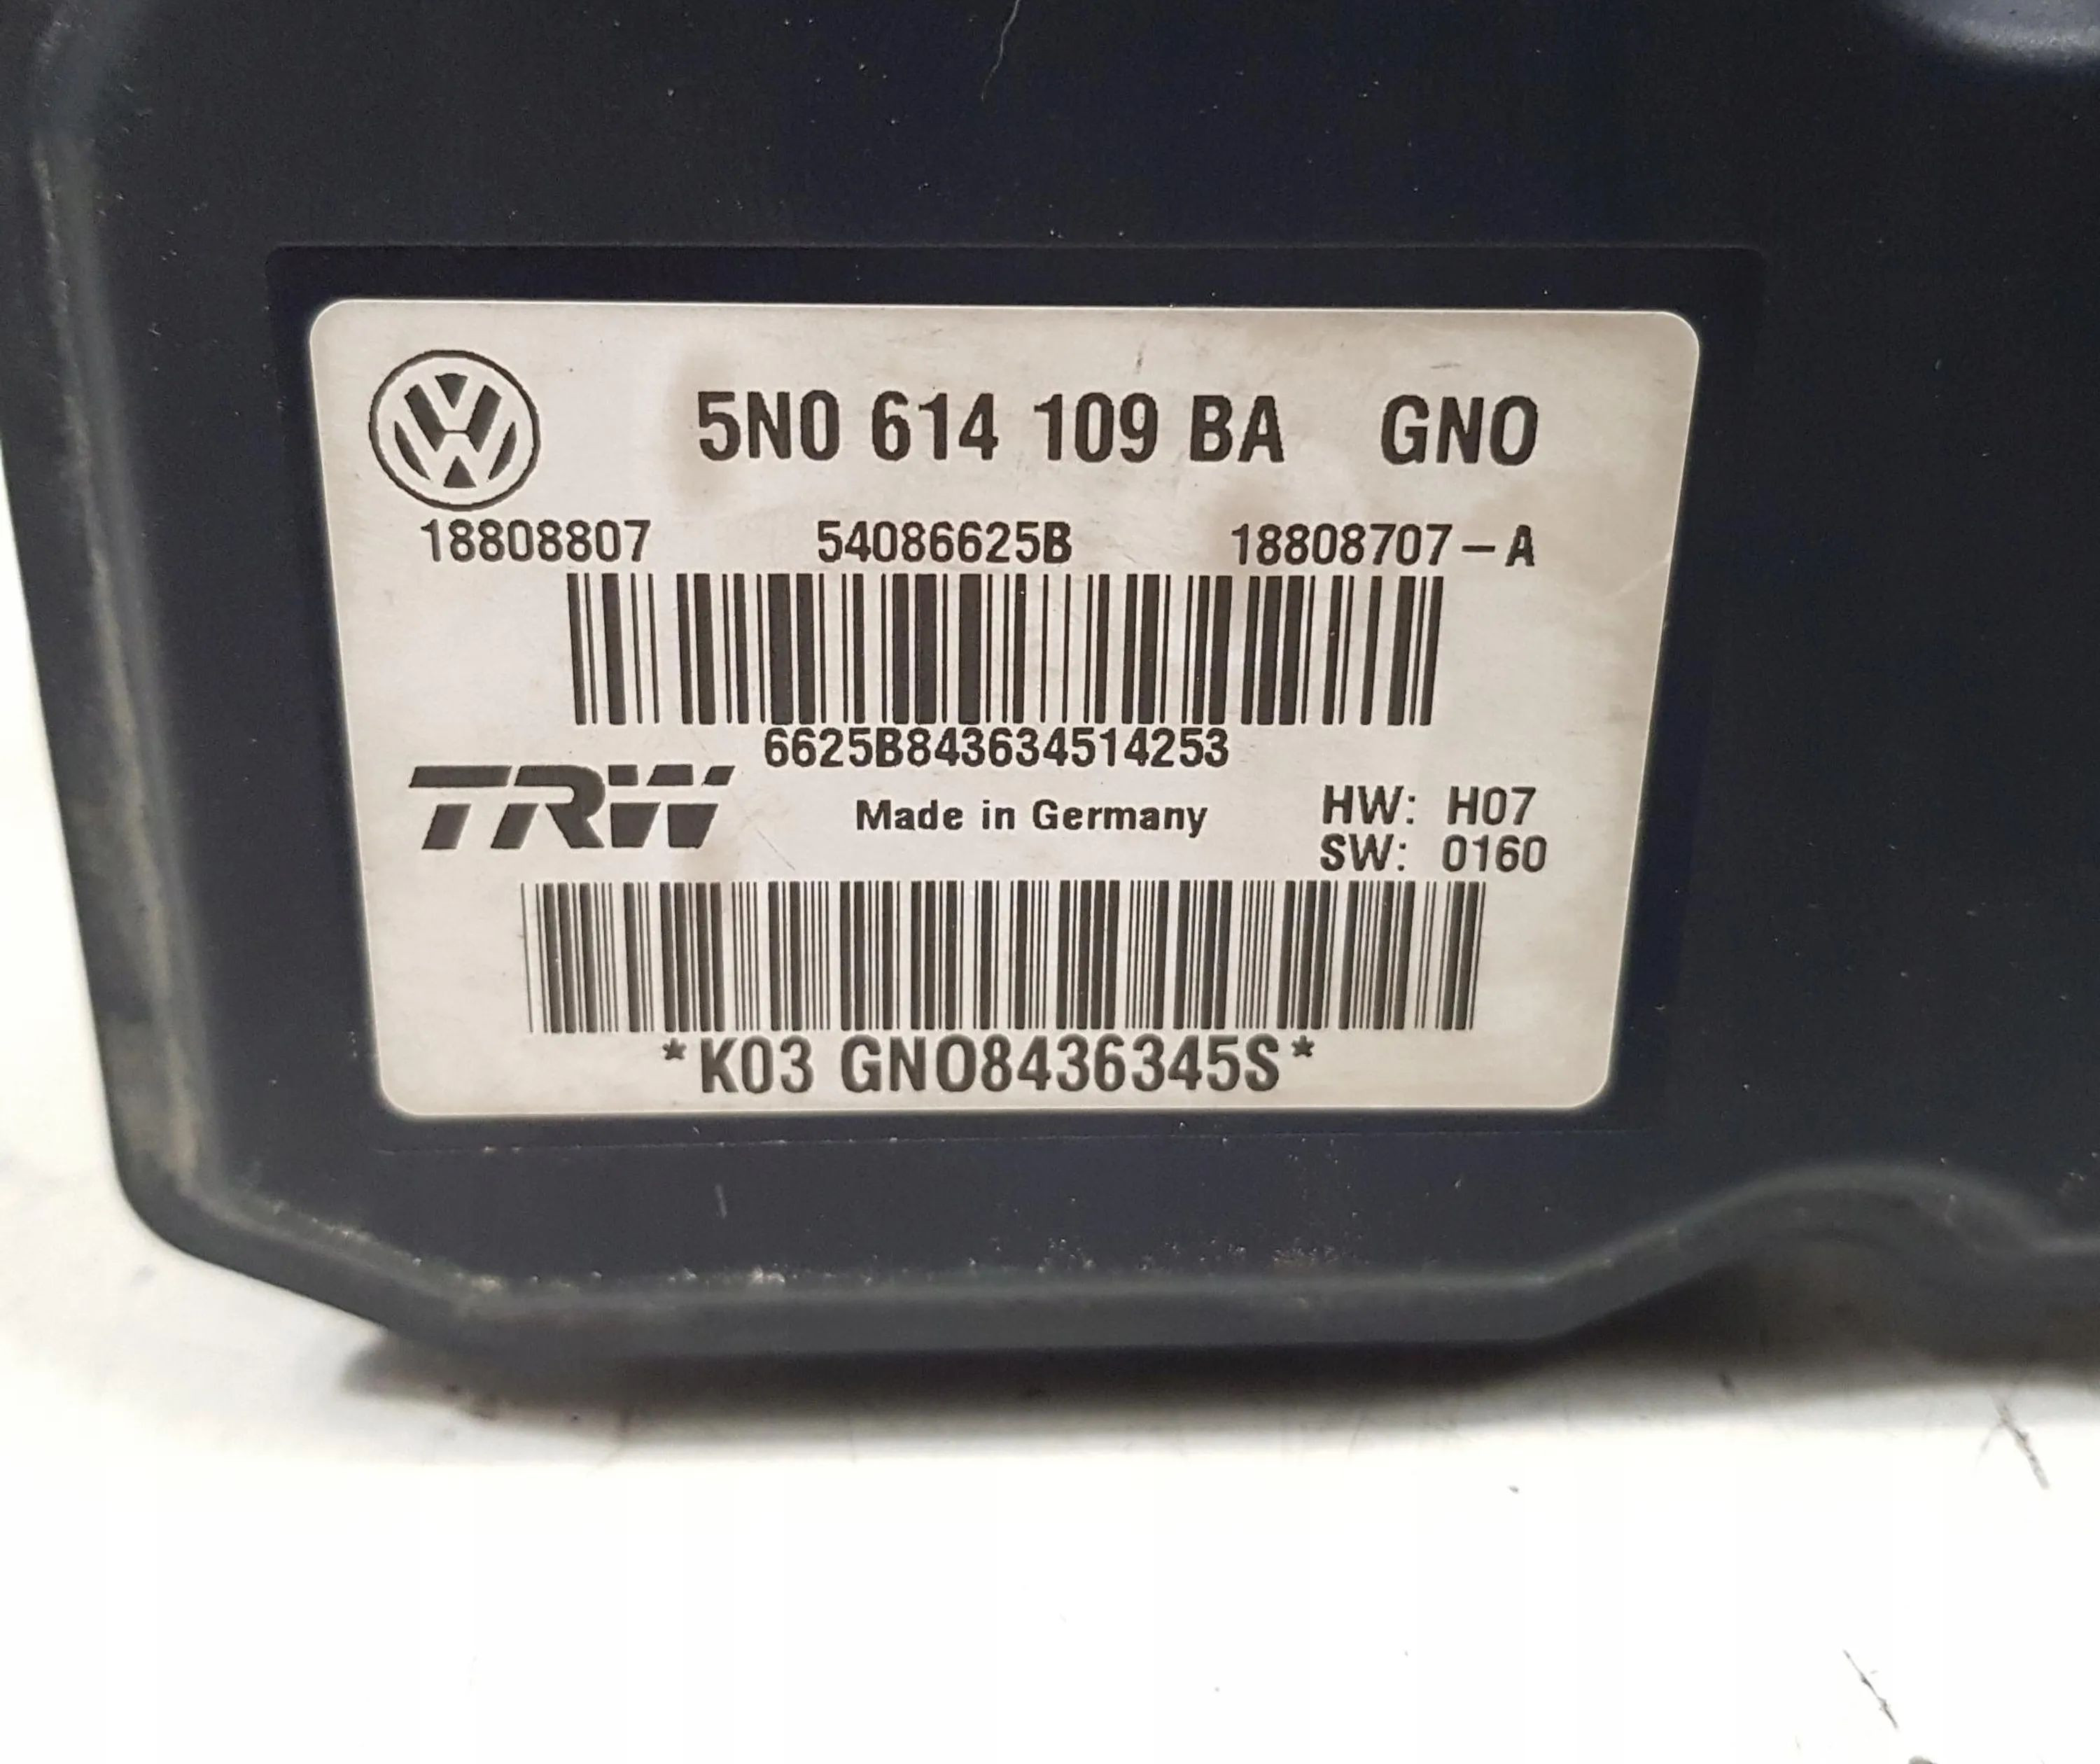 5N0 614 109 BA GNO
18808807 54086625B 18808707-A
6625B843634514253
TRW Made in Germany HW: H07
SW: 0160
*K03 GNO8436345S*